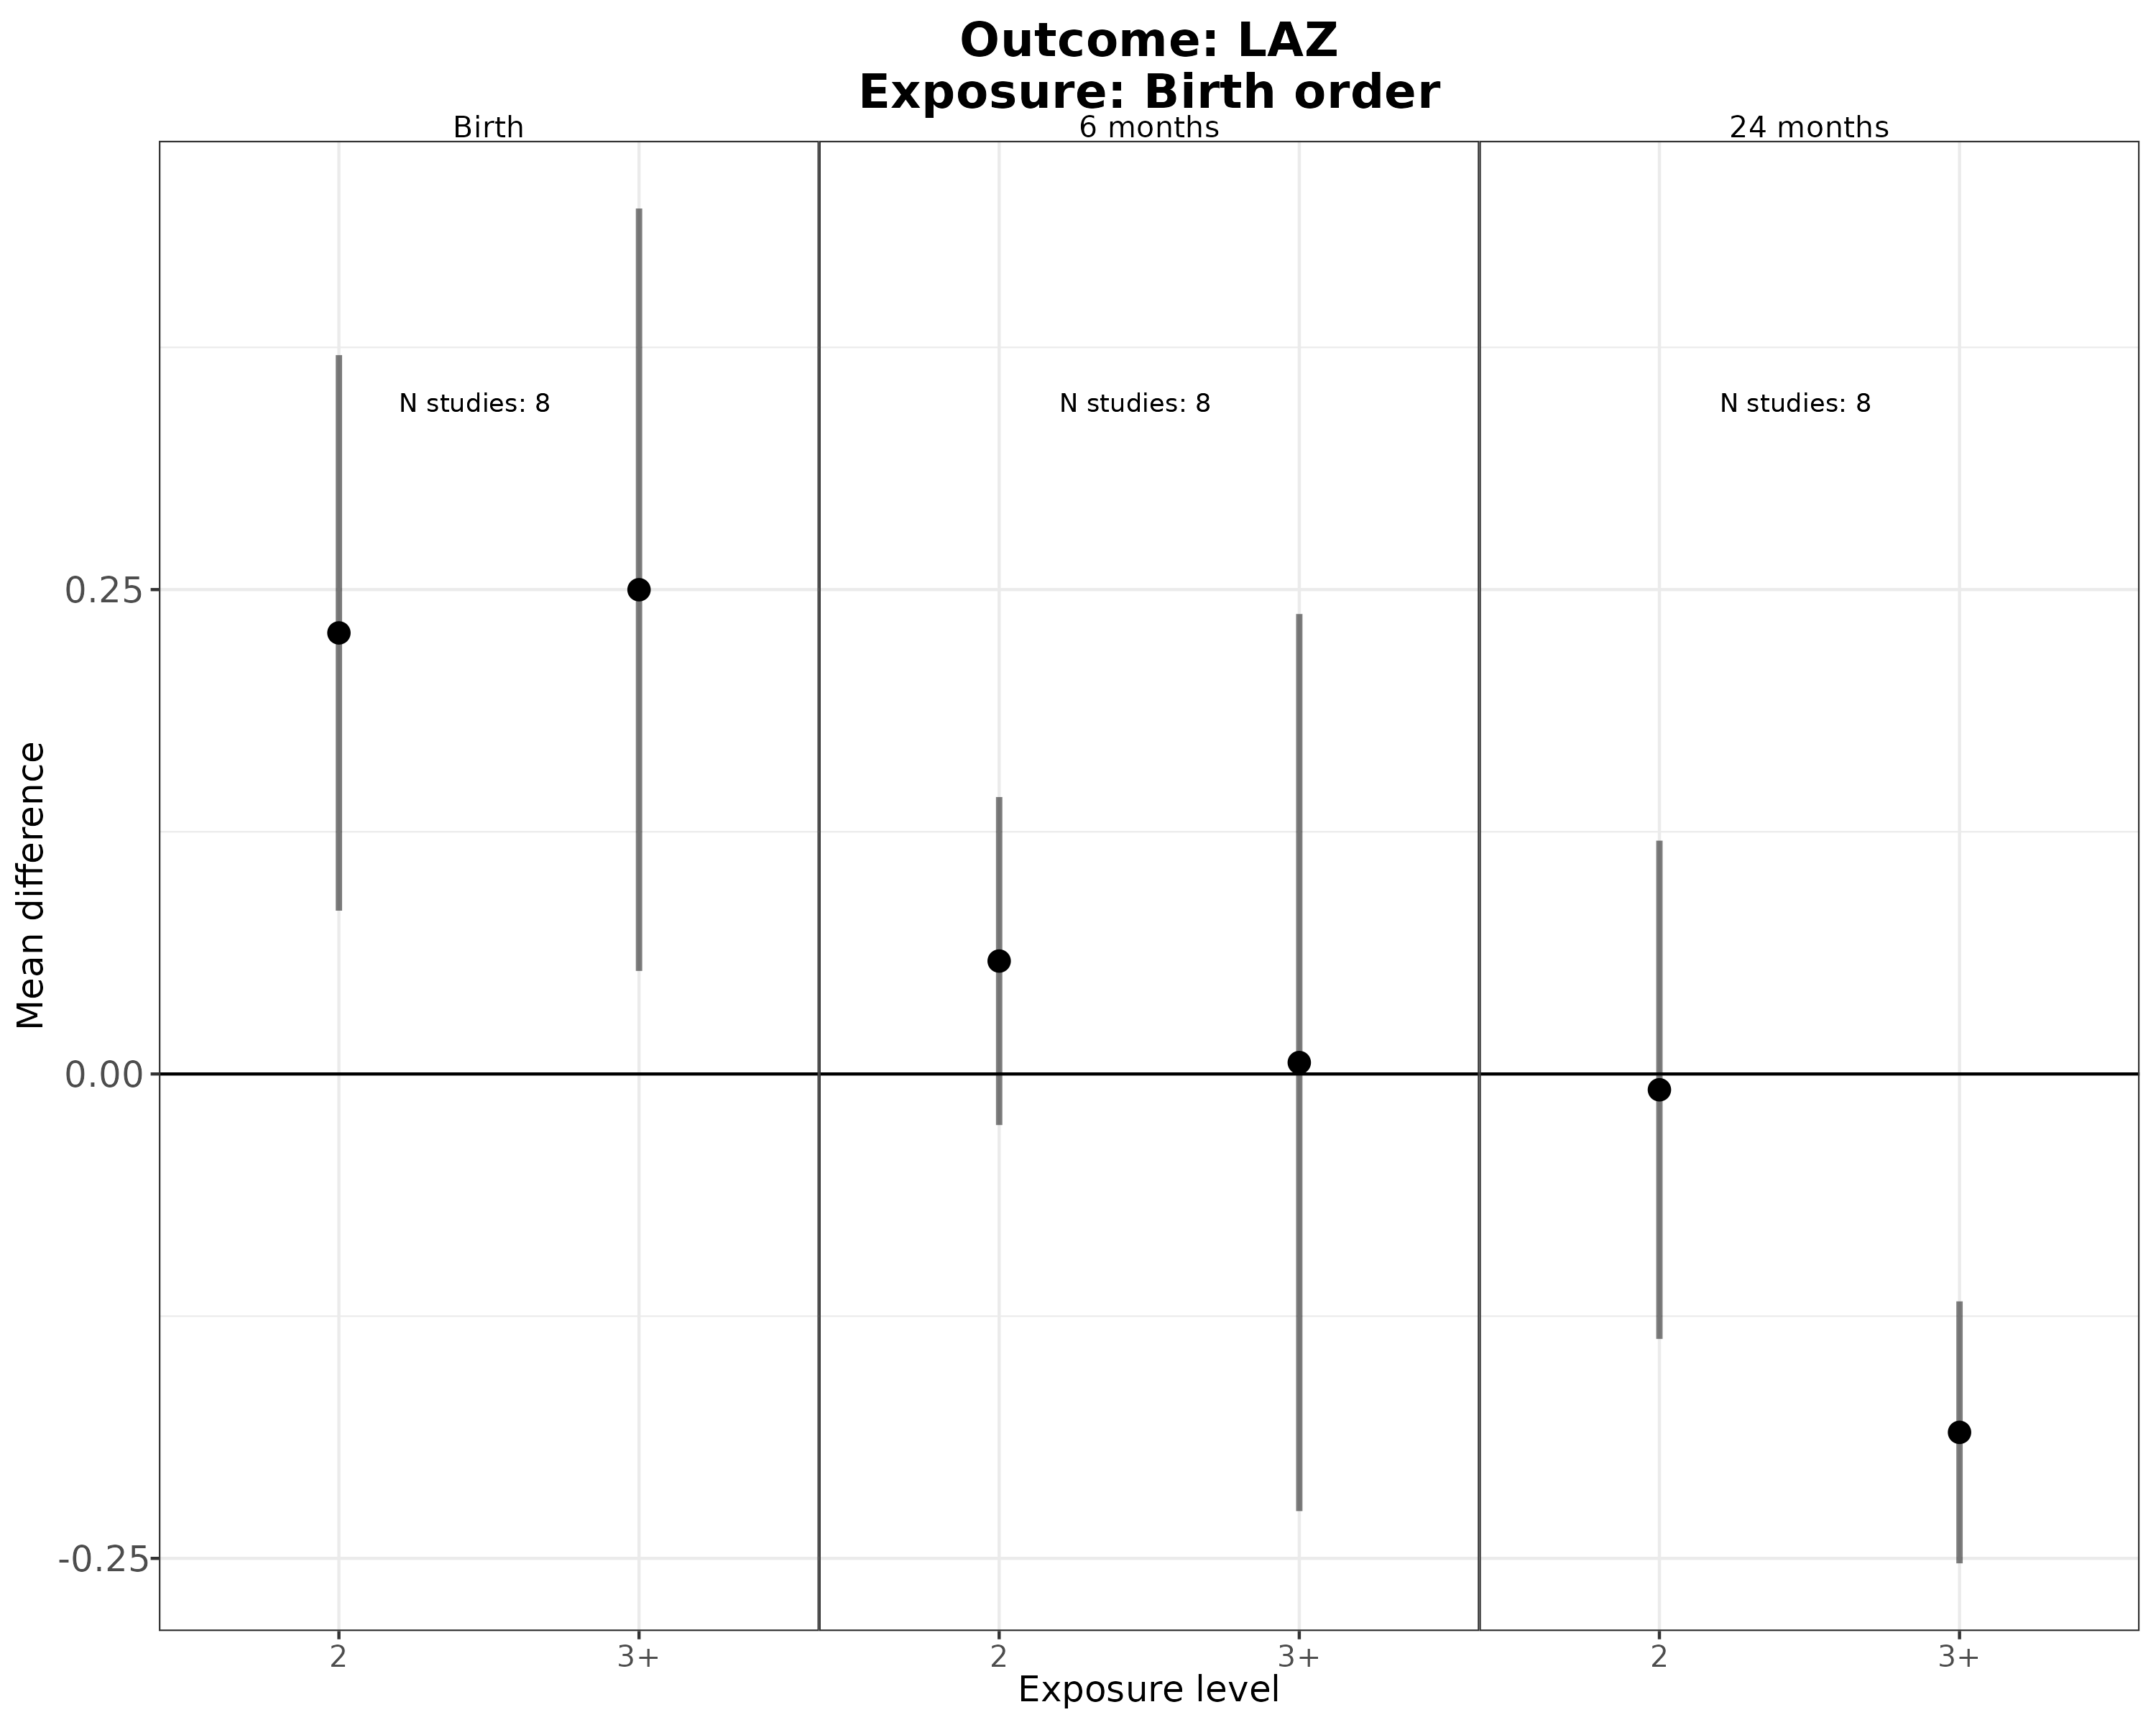 Outcome: LAZ
Exposure: Birth order
Birth
6 months
24 months
N studies: 8
N studies: 8
N studies: 8
0.25
0.00
-0.25
Mean difference
2
3+
2
3+
2
3+
Exposure level